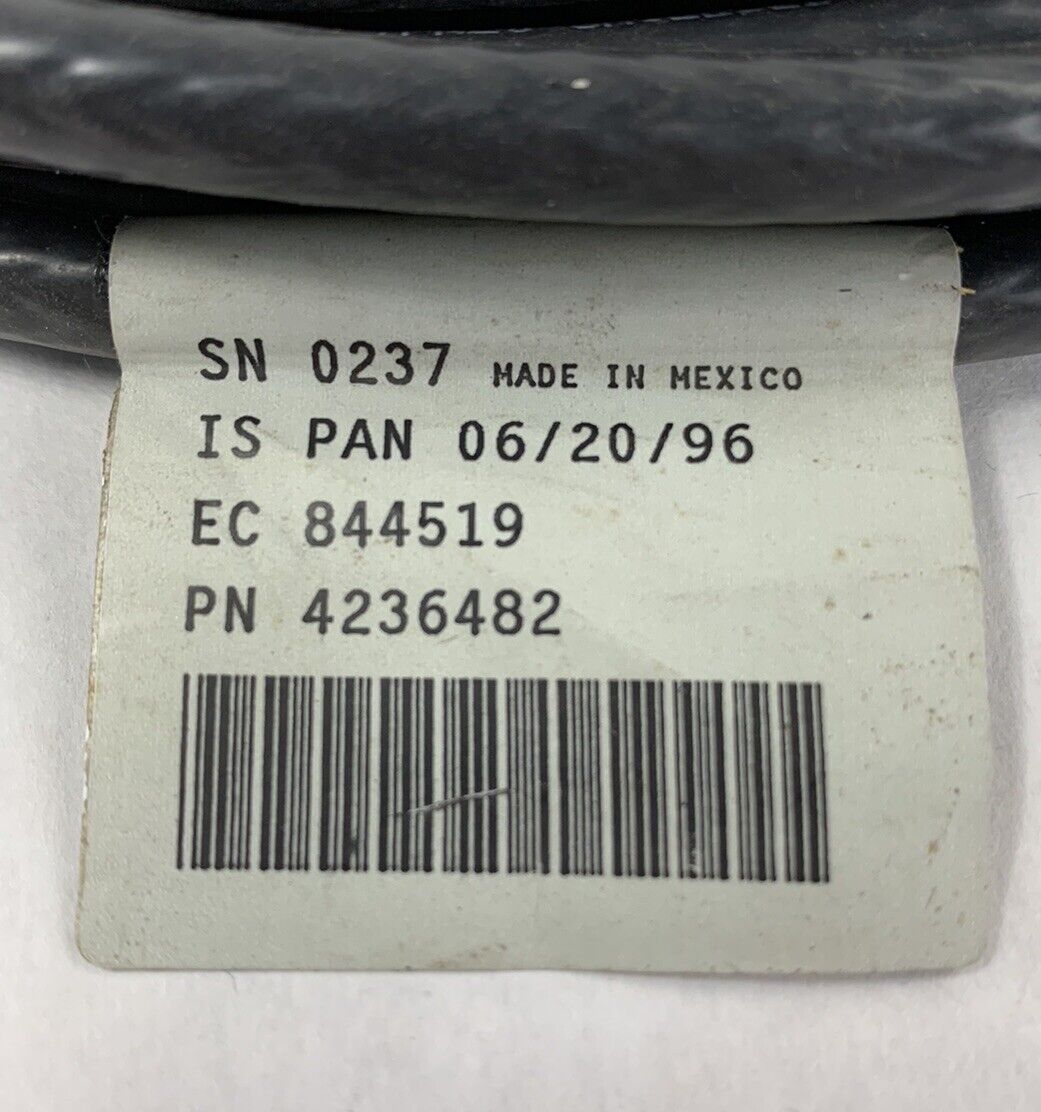 SN 0237 MADE IN MEXICO
IS PAN 06/20/96
EC 844519
PN 4236482